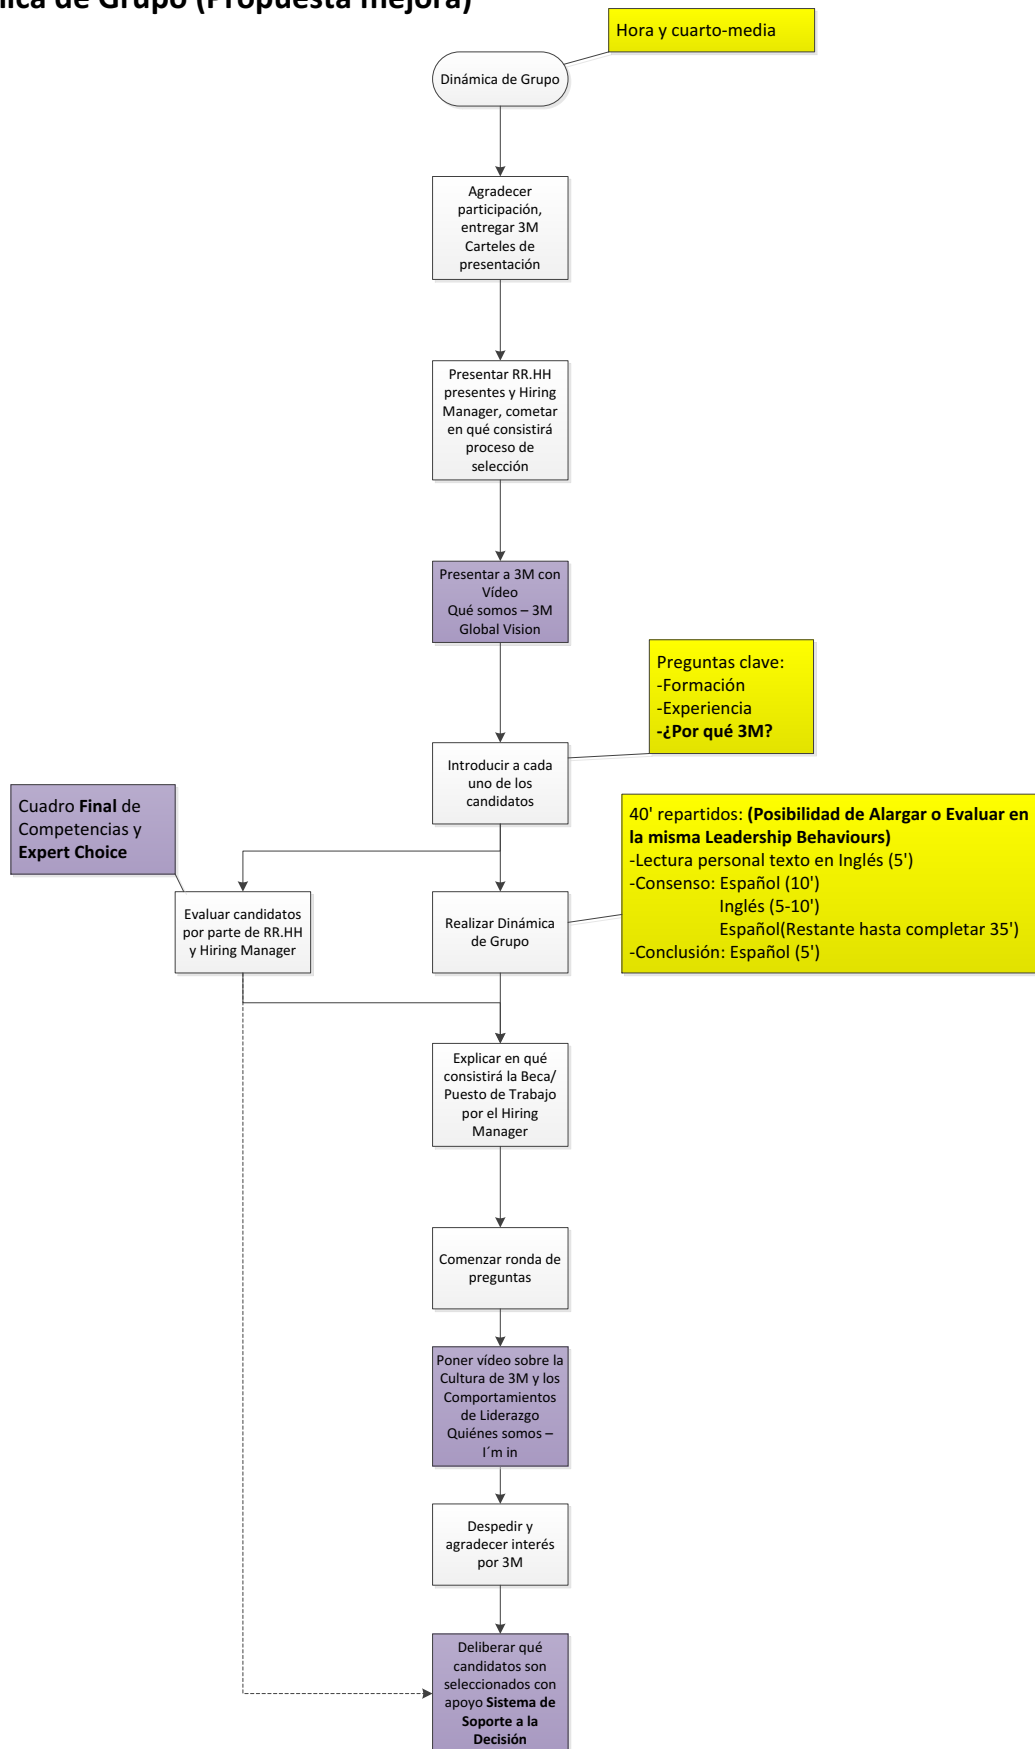 mica de Grupo (Propuesta mejora)
Hora y cuarto-media
Dinámica de Grupo
Agradecer
participación,
entregar 3M
Carteles de
presentación
Presentar RR.HH
presentes y Hiring
Manager, cometar
en qué consistirá
proceso de
selección
Presentar a 3M con
Vídeo
Qué somos – 3M
Global Vision
Preguntas clave:
-Formación
-Experiencia
-¿Por qué 3M?
Introducir a cada
uno de los
candidatos
Cuadro Final de
Competencias y
Expert Choice
40' repartidos: (Posibilidad de Alargar o Evaluar en
la misma Leadership Behaviours)
-Lectura personal texto en Inglés (5')
-Consenso: Español (10')
Inglés (5-10')
Español(Restante hasta completar 35')
-Conclusión: Español (5')
Evaluar candidatos
por parte de RR.HH
y Hiring Manager
Realizar Dinámica
de Grupo
Explicar en qué
consistirá la Beca/
Puesto de Trabajo
por el Hiring
Manager
Comenzar ronda de
preguntas
Poner vídeo sobre la
Cultura de 3M y los
Comportamientos
de Liderazgo
Quiénes somos –
I´m in
Despedir y
agradecer interés
por 3M
Deliberar qué
candidatos son
seleccionados con
apoyo Sistema de
Soporte a la
Decisión